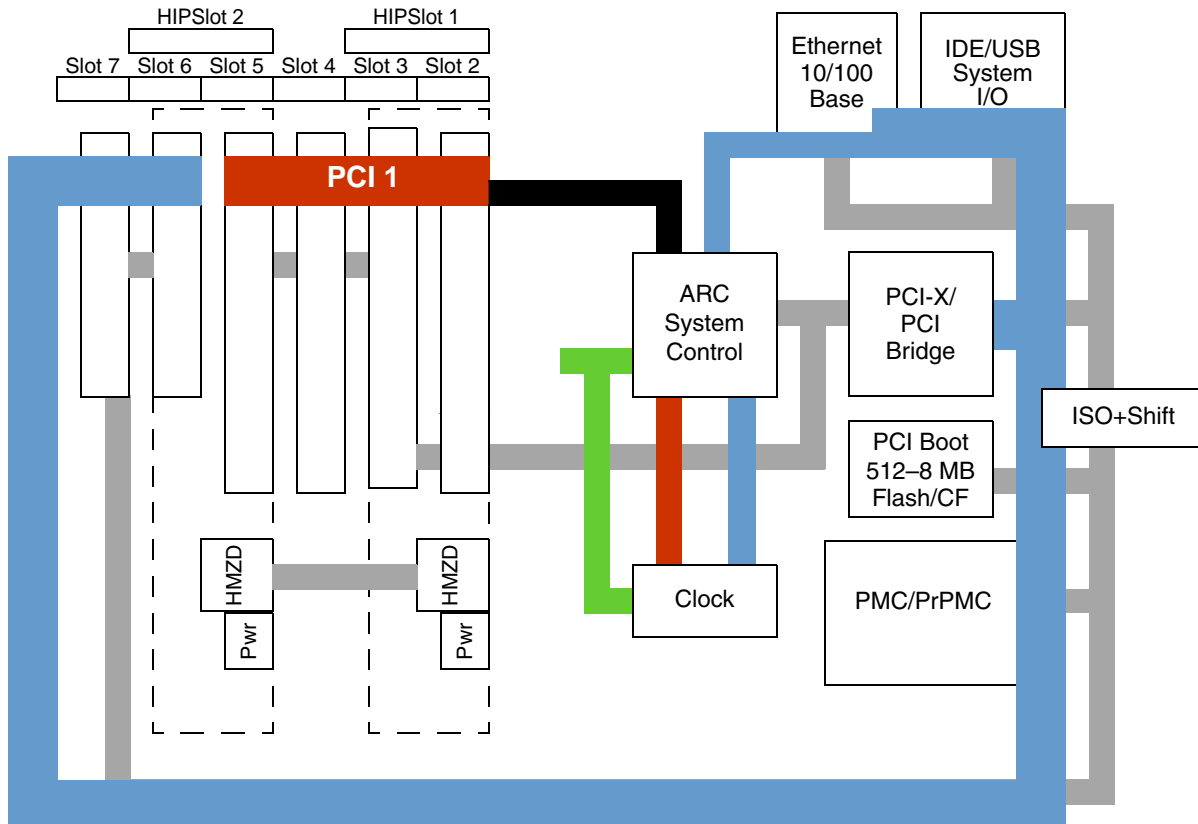 HIPSlot 2
HIPSlot 1
Slot 7
Slot 6
Slot 5
Slot 4
Slot 3
Slot 2
Ethernet
10/100
Base
IDE/USB
System
I/O
PCI 1
ARC
System
Control
PCI-X/
PCI
Bridge
ISO+Shift
PCI Boot
512–8 MB
Flash/CF
HMZD
HMZD
Clock
PMC/PrPMC
Pwr
Pwr